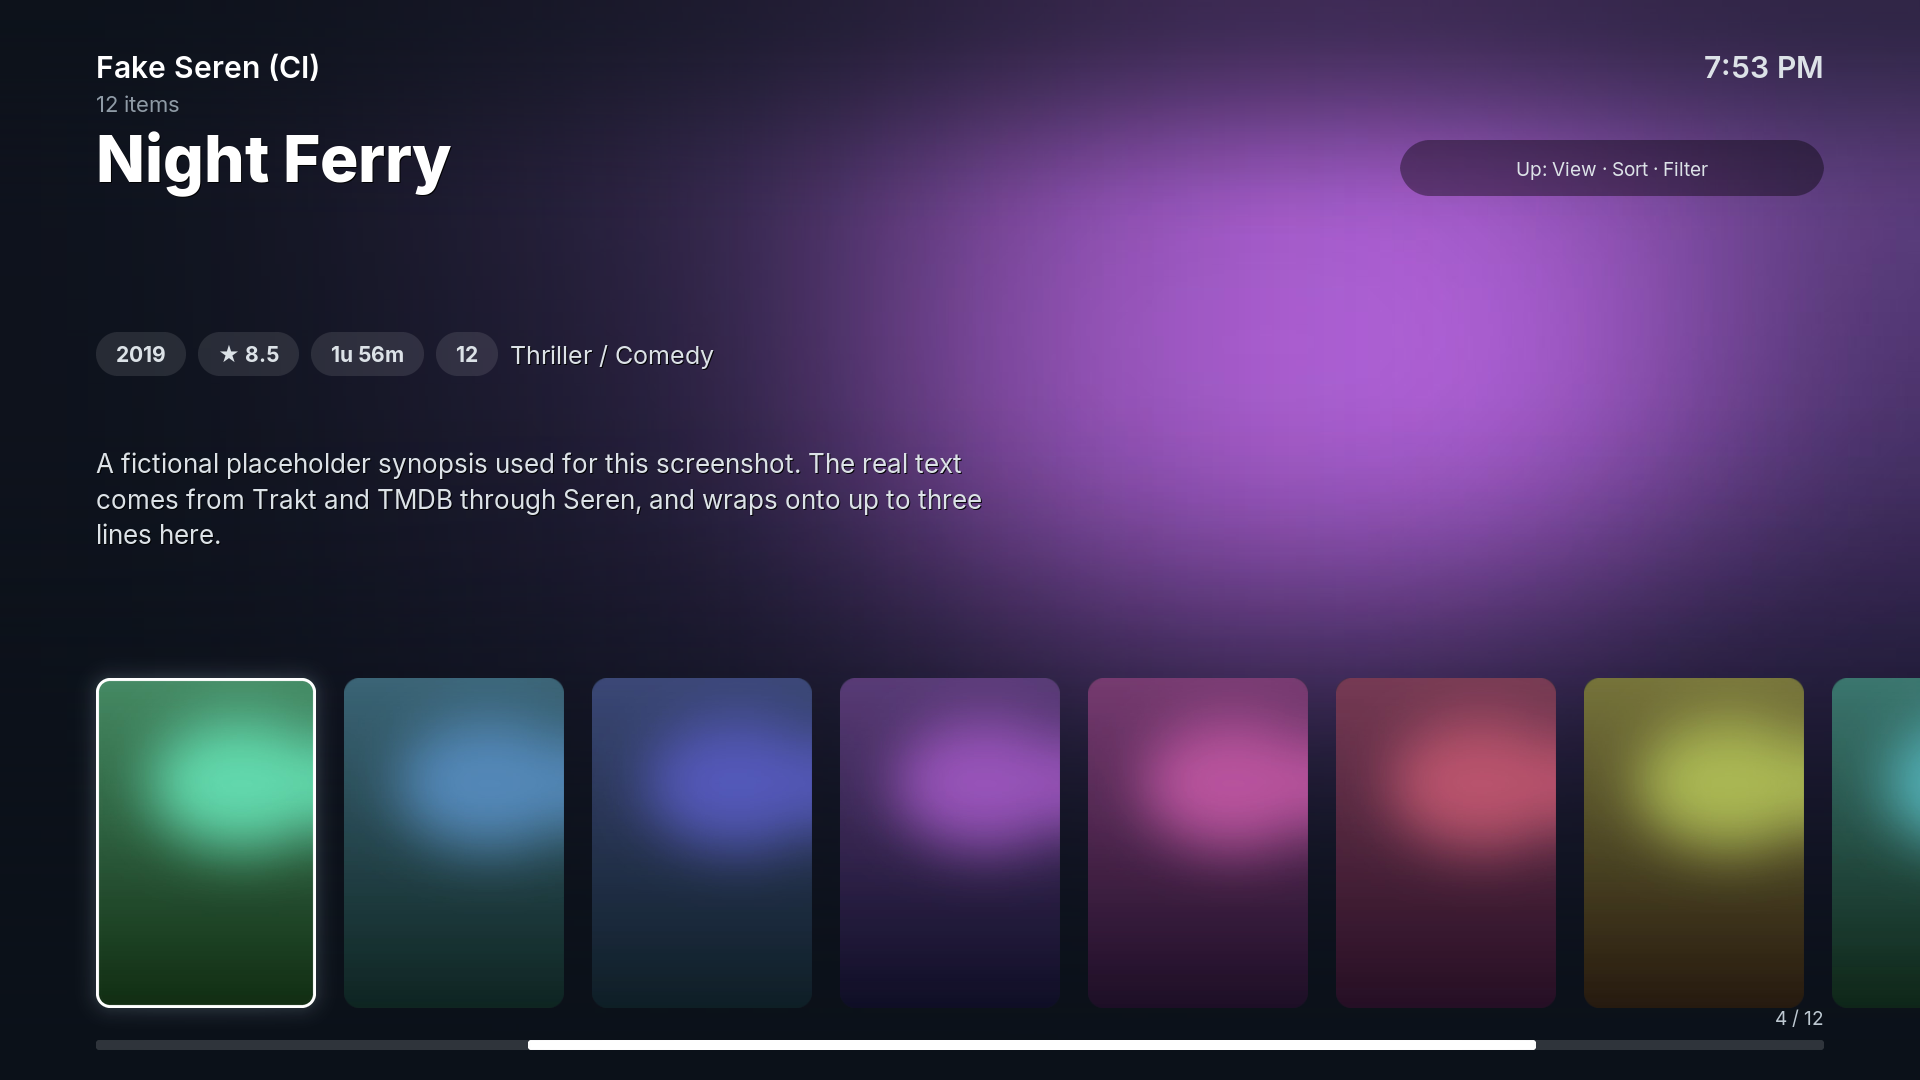 Fake Seren (CI)
7:53 PM
12 items
Night Ferry
Up: View · Sort · Filter
2019
★ 8.5
1u 56m
12
Thriller / Comedy
A fictional placeholder synopsis used for this screenshot. The real text
comes from Trakt and TMDB through Seren, and wraps onto up to three
lines here.
4 / 12